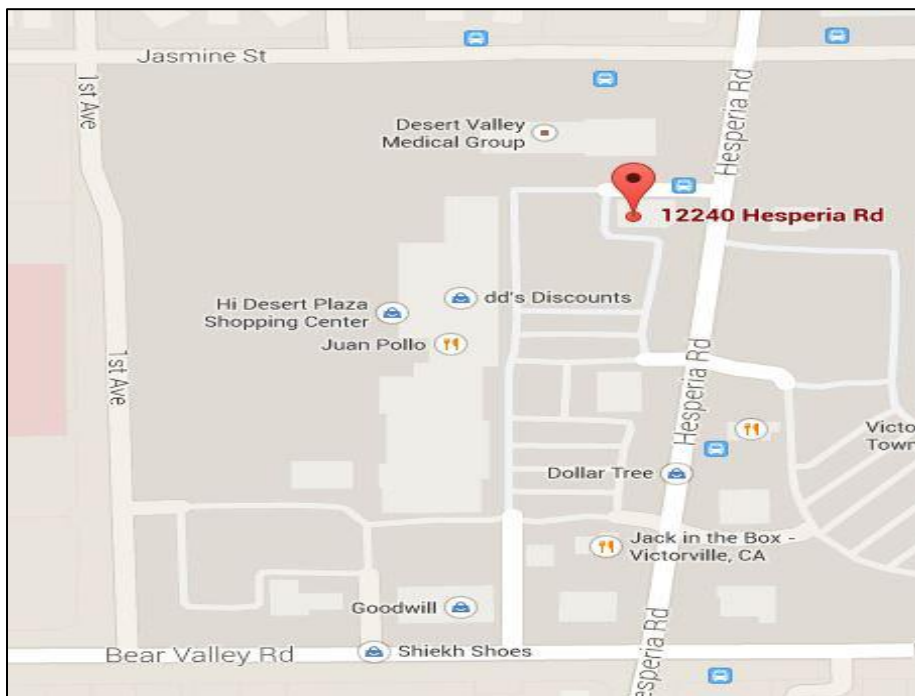 Jasmine St
1st Ave
Hesperia Rd
Desert Valley
Medical Group
12240 Hesperia Rd
dd's Discounts
Hi Desert Plaza
Shopping Center
Juan Pollo
1st Ave
Hesperia Rd
Victo
Town
Dollar Tree
Jack in the Box -
Victorville, CA
Goodwill
Hesperia Rd
Bear Valley Rd
Shiekh Shoes